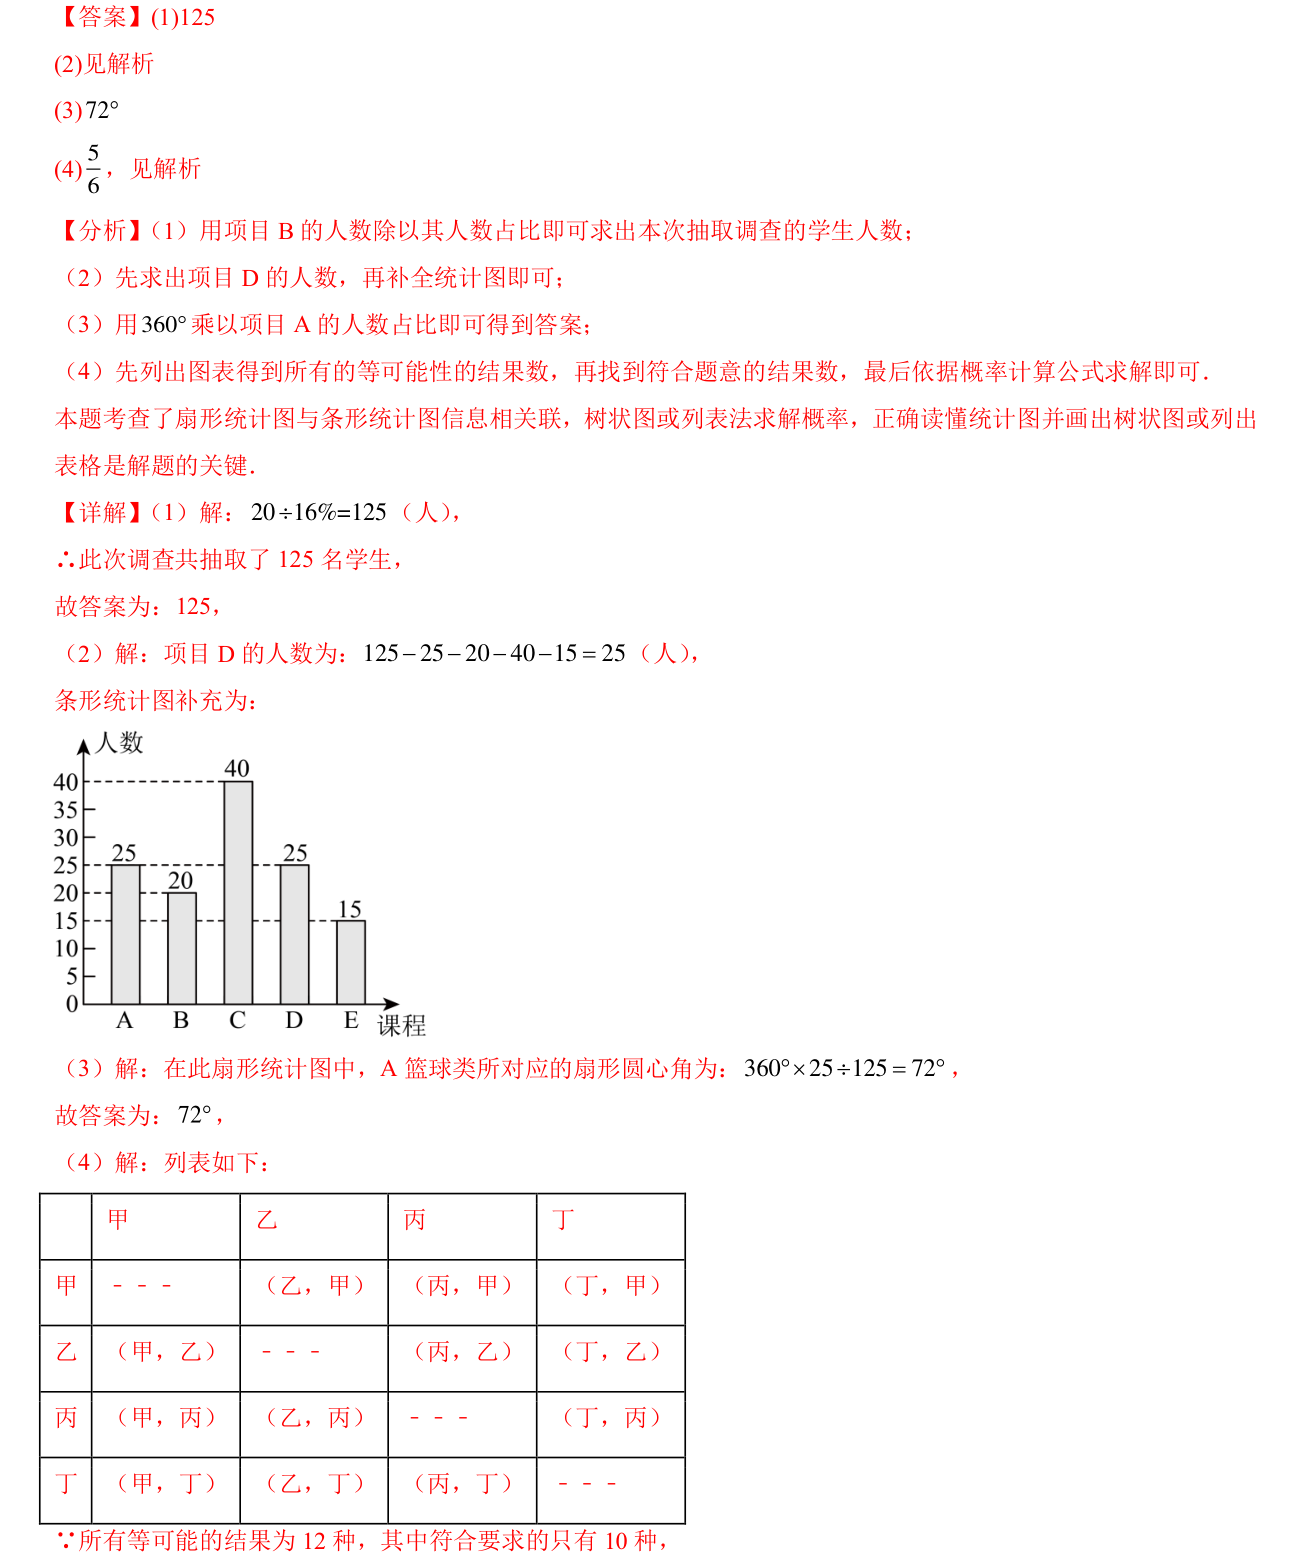 【答案】(1)125
(2)见解析
(3)72°
(4)5/6，见解析
【分析】（1）用项目 B 的人数除以其人数占比即可求出本次抽取调查的学生人数；
（2）先求出项目 D 的人数，再补全统计图即可；
（3）用360°乘以项目 A 的人数占比即可得到答案；
（4）先列出图表得到所有的等可能性的结果数，再找到符合题意的结果数，最后依据概率计算公式求解即可．
本题考查了扇形统计图与条形统计图信息相关联，树状图或列表法求解概率，正确读懂统计图并画出树状图或列出
表格是解题的关键．
【详解】（1）解：20÷16%=125（人），
∴此次调查共抽取了 125 名学生，
故答案为：125，
（2）解：项目 D 的人数为：125－25－20－40－15＝25（人），
条形统计图补充为：
人数
40
40
35
30
25 25 25
20 20
15 15
10
5
0
A B C D E 课程
（3）解：在此扇形统计图中，A 篮球类所对应的扇形圆心角为：360°×25÷125＝72°，
故答案为：72°，
（4）解：列表如下：
甲 乙 丙 丁
甲 - - - （乙，甲） （丙，甲） （丁，甲）
乙 （甲，乙） - - - （丙，乙） （丁，乙）
丙 （甲，丙） （乙，丙） - - - （丁，丙）
丁 （甲，丁） （乙，丁） （丙，丁） - - -
∵所有等可能的结果为 12 种，其中符合要求的只有 10 种，